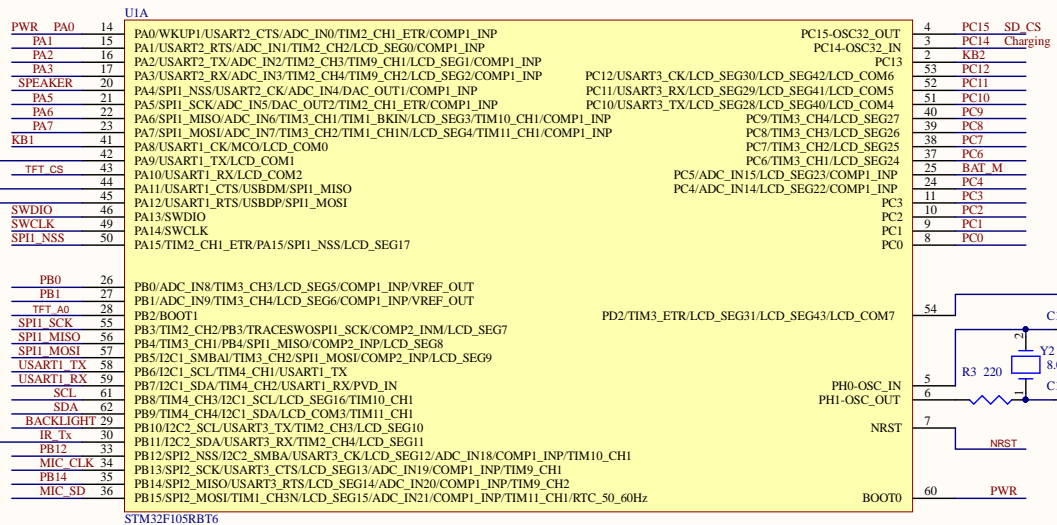 U1A
PWR PA0 14 PA0/WKUP1/USART2_CTS/ADC_IN0/TIM2_CH1_ETR/COMP1_INP
PA1 15 PA1/USART2_RTS/ADC_IN1/TIM2_CH2/LCD_SEG0/COMP1_INP
PA2 16 PA2/USART2_TX/ADC_IN2/TIM2_CH3/TIM9_CH1/LCD_SEG1/COMP1_INP
PA3 17 PA3/USART2_RX/ADC_IN3/TIM2_CH4/TIM9_CH2/LCD_SEG2/COMP1_INP
SPEAKER 20 PA4/SPI1_NSS/USART2_CK/ADC_IN4/DAC_OUT1/COMP1_INP
PA5 21 PA5/SPI1_SCK/ADC_IN5/DAC_OUT2/TIM2_CH1_ETR/COMP1_INP
PA6 22 PA6/SPI1_MISO/ADC_IN6/TIM3_CH1/TIM1_BKIN/LCD_SEG3/TIM10_CH1/COMP1_INP
PA7 23 PA7/SPI1_MOSI/ADC_IN7/TIM3_CH2/TIM1_CH1N/LCD_SEG4/TIM11_CH1/COMP1_INP
KB1 41 PA8/USART1_CK/MCO/LCD_COM0
42 PA9/USART1_TX/LCD_COM1
TFT_CS 43 PA10/USART1_RX/LCD_COM2
44 PA11/USART1_CTS/USBDM/SPI1_MISO
45 PA12/USART1_RTS/USBDP/SPI1_MOSI
SWDIO 46 PA13/SWDIO
SWCLK 49 PA14/SWCLK
SPI1_NSS 50 PA15/TIM2_CH1_ETR/PA15/SPI1_NSS/LCD_SEG17
PB0 26 PB0/ADC_IN8/TIM3_CH3/LCD_SEG5/COMP1_INP/VREF_OUT
PB1 27 PB1/ADC_IN9/TIM3_CH4/LCD_SEG6/COMP1_INP/VREF_OUT
TFT_A0 28 PB2/BOOT1
SPI1_SCK 55 PB3/TIM2_CH2/PB3/TRACESWOSPI1_SCK/COMP2_INM/LCD_SEG7
SPI1_MISO 56 PB4/TIM3_CH1/PB4/SPI1_MISO/COMP2_INP/LCD_SEG8
SPI1_MOSI 57 PB5/I2C1_SMBAl/TIM3_CH2/SPI1_MOSI/COMP2_INP/LCD_SEG9
USART1_TX 58 PB6/I2C1_SCL/TIM4_CH1/USART1_TX
USART1_RX 59 PB7/I2C1_SDA/TIM4_CH2/USART1_RX/PVD_IN
SCL 61 PB8/TIM4_CH3/I2C1_SCL/LCD_SEG16/TIM10_CH1
SDA 62 PB9/TIM4_CH4/I2C1_SDA/LCD_COM3/TIM11_CH1
BACKLIGHT 29 PB10/I2C2_SCL/USART3_TX/TIM2_CH3/LCD_SEG10
IR_Tx 30 PB11/I2C2_SDA/USART3_RX/TIM2_CH4/LCD_SEG11
PB12 33 PB12/SPI2_NSS/I2C2_SMBA/USART3_CK/LCD_SEG12/ADC_IN18/COMP1_INP/TIM10_CH1
MIC_CLK 34 PB13/SPI2_SCK/USART3_CTS/LCD_SEG13/ADC_IN19/COMP1_INP/TIM9_CH1
PB14 35 PB14/SPI2_MISO/USART3_RTS/LCD_SEG14/ADC_IN20/COMP1_INP/TIM9_CH2
MIC_SD 36 PB15/SPI2_MOSI/TIM1_CH3N/LCD_SEG15/ADC_IN21/COMP1_INP/TIM11_CH1/RTC_50_60Hz
PC15-OSC32_OUT 4 PC15 SD_CS
PC14-OSC32_IN 3 PC14 Charging
PC13 2 KB2
PC12/USART3_CK/LCD_SEG30/LCD_SEG42/LCD_COM6 53 PC12
PC11/USART3_RX/LCD_SEG29/LCD_SEG41/LCD_COM5 52 PC11
PC10/USART3_TX/LCD_SEG28/LCD_SEG40/LCD_COM4 51 PC10
PC9/TIM3_CH4/LCD_SEG27 40 PC9
PC8/TIM3_CH3/LCD_SEG26 39 PC8
PC7/TIM3_CH2/LCD_SEG25 38 PC7
PC6/TIM3_CH1/LCD_SEG24 37 PC6
PC5/ADC_IN15/LCD_SEG23/COMP1_INP 25 BAT_M
PC4/ADC_IN14/LCD_SEG22/COMP1_INP 24 PC4
PC3 11 PC3
PC2 10 PC2
PC1 9 PC1
PC0 8 PC0
PD2/TIM3_ETR/LCD_SEG31/LCD_SEG43/LCD_COM7 54
PH0-OSC_IN 5
PH1-OSC_OUT 6
R3 220
2
1
Y2
NRST 7 NRST
BOOT0 60 PWR
STM32F105RBT6